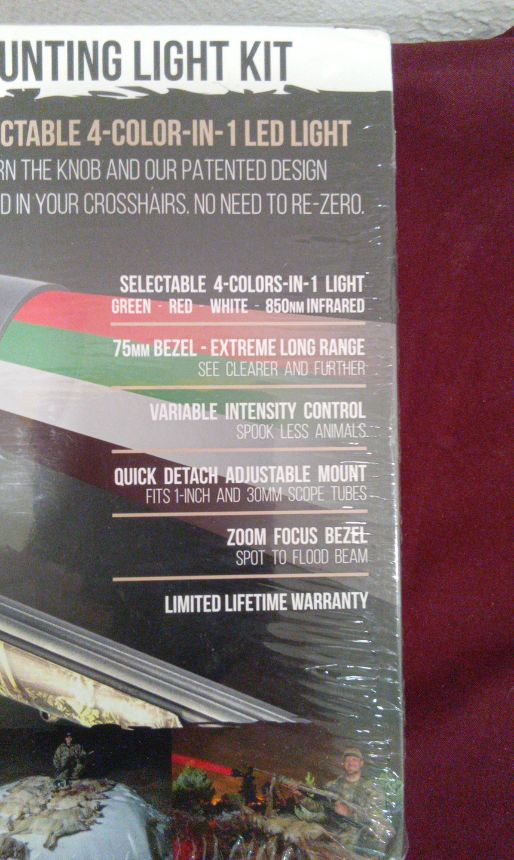 UNTING LIGHT KIT
CTABLE 4-COLOR-IN-1 LED LIGHT
RN THE KNOB AND OUR PATENTED DESIGN
D IN YOUR CROSSHAIRS. NO NEED TO RE-ZERO.
SELECTABLE 4-COLORS-IN-1 LIGHT
GREEN - RED - WHITE - 850NM INFRARED
75MM BEZEL - EXTREME LONG RANGE
SEE CLEARER AND FURTHER
VARIABLE INTENSITY CONTROL
SPOOK LESS ANIMALS
QUICK DETACH ADJUSTABLE MOUNT
FITS 1-INCH AND 30MM SCOPE TUBES
ZOOM FOCUS BEZEL
SPOT TO FLOOD BEAM
LIMITED LIFETIME WARRANTY